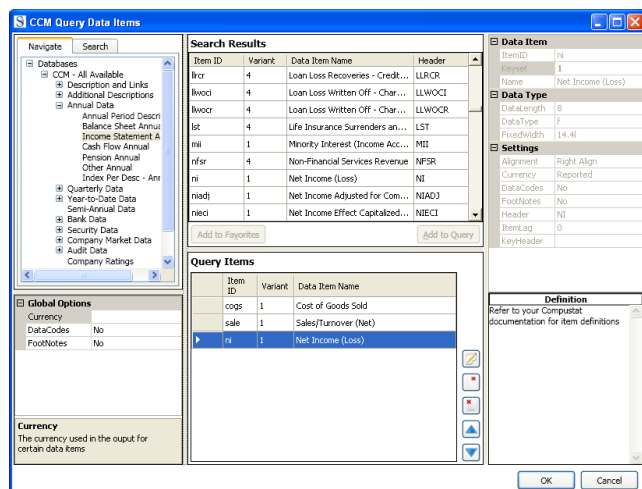 CCM Query Data Items
Navigate Search
Databases
CCM - All Available
Description and Links
Additional Descriptions
Annual Data
Annual Period Descri
Balance Sheet Annua
Income Statement A
Cash Flow Annual
Pension Annual
Other Annual
Index Per Desc - Anr
Quarterly Data
Year-to-Date Data
Semi-Annual Data
Bank Data
Security Data
Company Market Data
Audit Data
Company Ratings
Global Options
Currency
DataCodes No
FootNotes No
Currency
The currency used in the ouput for
certain data items
Search Results
Item ID Variant Data Item Name Header
llrcr 4 Loan Loss Recoveries - Credit... LLRCR
llwoci 4 Loan Loss Written Off - Char... LLWOCI
llwocr 4 Loan Loss Written Off - Char... LLWOCR
lst 4 Life Insurance Surrenders an... LST
mii 1 Minority Interest (Income Acc... MII
nfsr 4 Non-Financial Services Revenue NFSR
ni 1 Net Income (Loss) NI
niadj 1 Net Income Adjusted for Com... NIADJ
nieci 1 Net Income Effect Capitalized... NIECI
Add to Favorites Add to Query
Query Items
Item
ID Variant Data Item Name
cogs 1 Cost of Goods Sold
sale 1 Sales/Turnover (Net)
ni 1 Net Income (Loss)
Data Item
ItemID ni
Keyset 1
Name Net Income (Loss)
Data Type
DataLength 8
DataType f
FixedWidth 14.4l
Settings
Alignment Right Align
Currency Reported
DataCodes No
FootNotes No
Header NI
ItemLag 0
KeyHeader
Definition
Refer to your Compustat
documentation for item definitions
OK Cancel